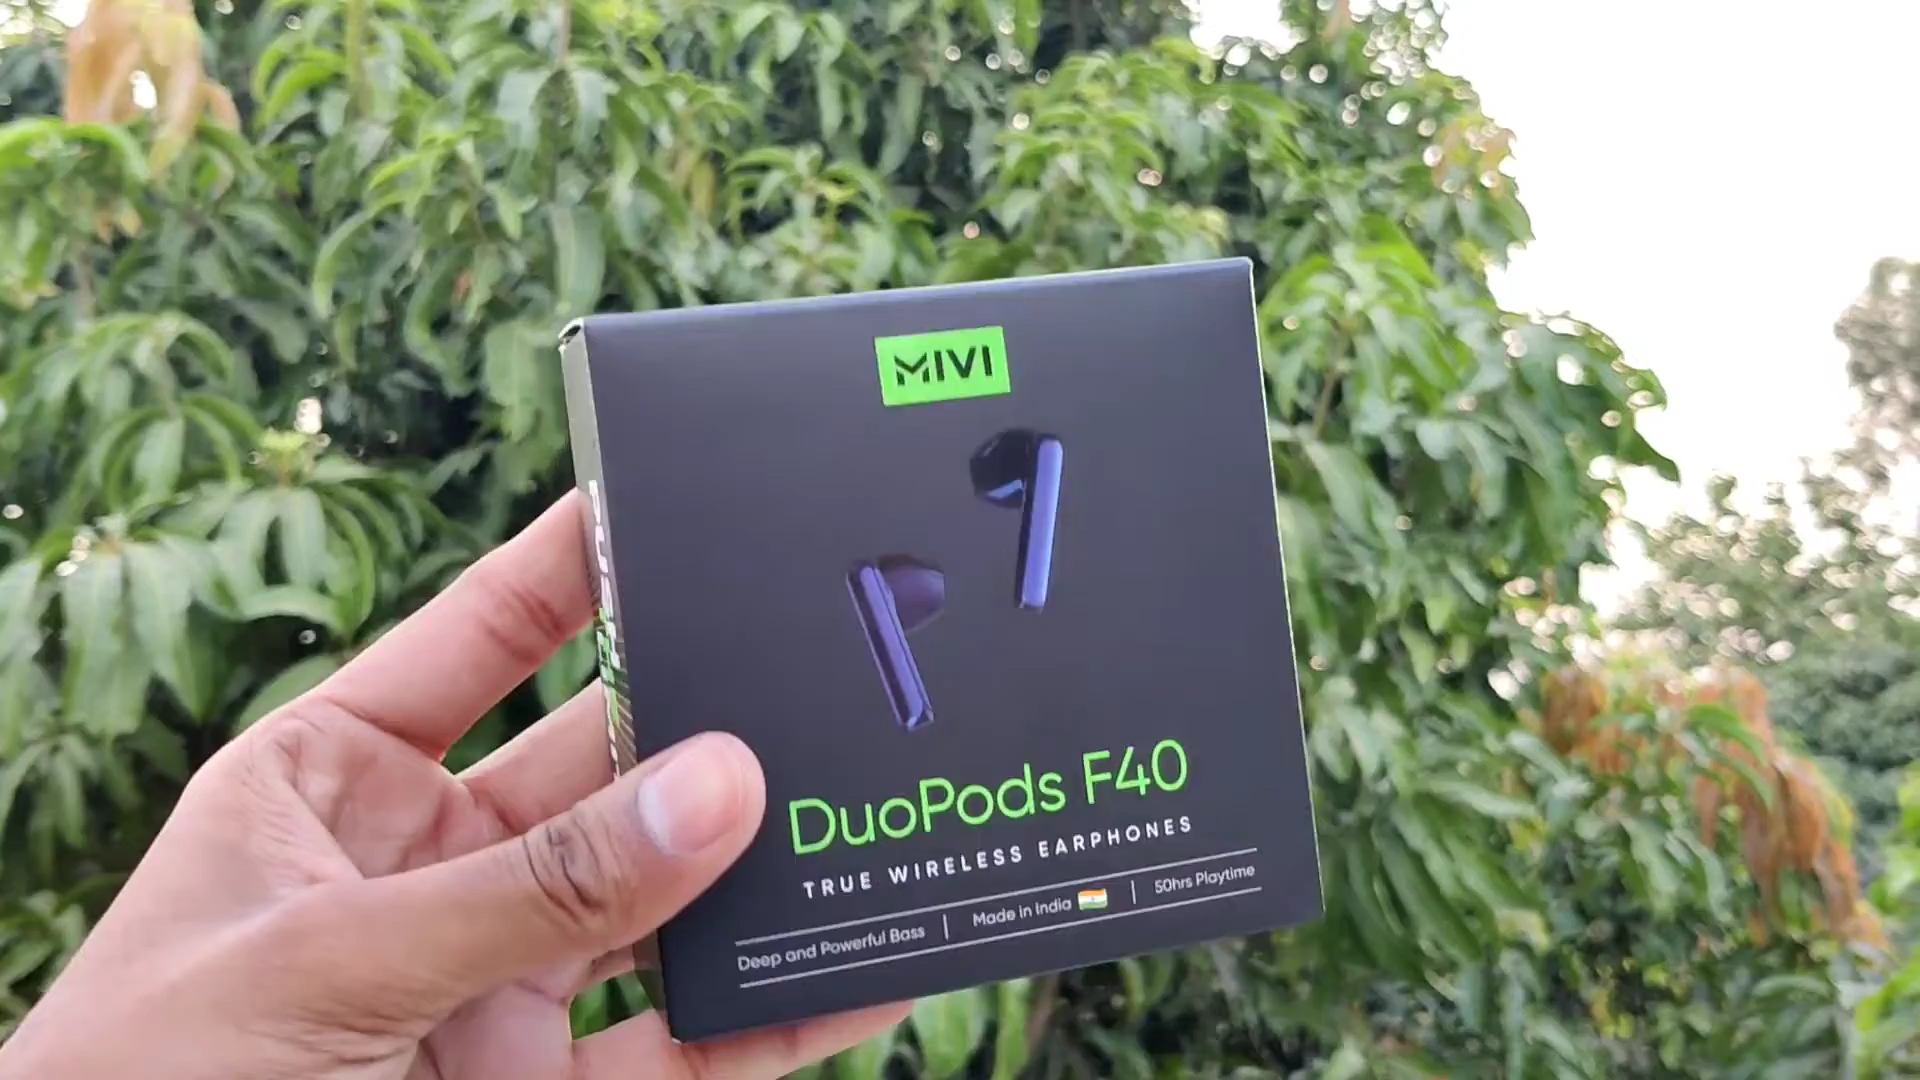 MIVI
DuoPods F40
TRUE WIRELESS EARPHONES
Deep and Powerful Bass | Made in India | 50hrs Playtime